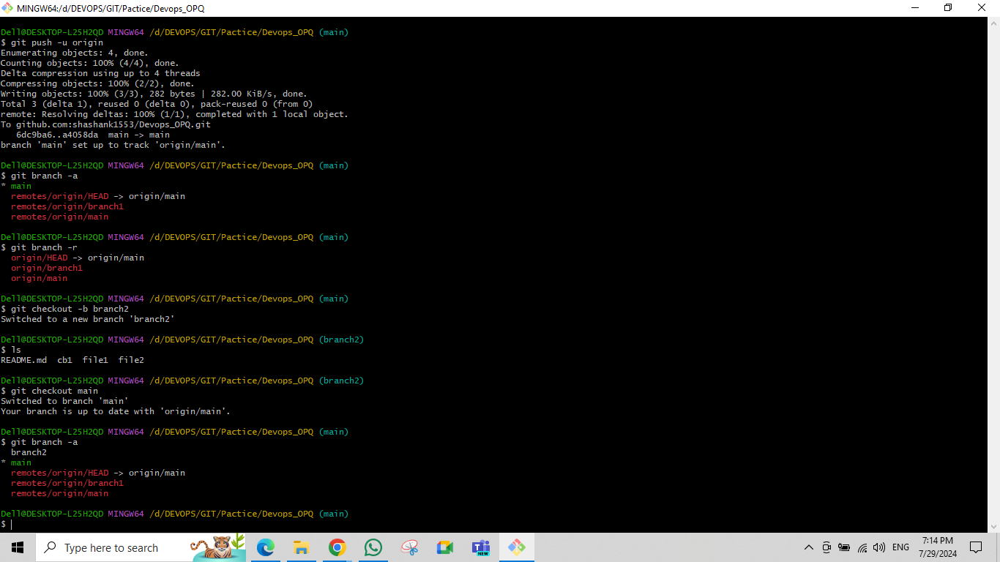 MINGW64:/d/DEVOPS/GIT/Pactice/Devops_OPQ
Dell@DESKTOP-L25H2QD MINGW64 /d/DEVOPS/GIT/Pactice/Devops_OPQ (main)
$ git push -u origin
Enumerating objects: 4, done.
Counting objects: 100% (4/4), done.
Delta compression using up to 4 threads
Compressing objects: 100% (2/2), done.
Writing objects: 100% (3/3), 282 bytes | 282.00 KiB/s, done.
Total 3 (delta 1), reused 0 (delta 0), pack-reused 0 (from 0)
remote: Resolving deltas: 100% (1/1), completed with 1 local object.
To github.com:shashank1553/Devops_OPQ.git
   6dc9ba6..a4058da  main -> main
branch 'main' set up to track 'origin/main'.
Dell@DESKTOP-L25H2QD MINGW64 /d/DEVOPS/GIT/Pactice/Devops_OPQ (main)
$ git branch -a
* main
  remotes/origin/HEAD -> origin/main
  remotes/origin/branch1
  remotes/origin/main
Dell@DESKTOP-L25H2QD MINGW64 /d/DEVOPS/GIT/Pactice/Devops_OPQ (main)
$ git branch -r
  origin/HEAD -> origin/main
  origin/branch1
  origin/main
Dell@DESKTOP-L25H2QD MINGW64 /d/DEVOPS/GIT/Pactice/Devops_OPQ (main)
$ git checkout -b branch2
Switched to a new branch 'branch2'
Dell@DESKTOP-L25H2QD MINGW64 /d/DEVOPS/GIT/Pactice/Devops_OPQ (branch2)
$ ls
README.md  cb1  file1  file2
Dell@DESKTOP-L25H2QD MINGW64 /d/DEVOPS/GIT/Pactice/Devops_OPQ (branch2)
$ git checkout main
Switched to branch 'main'
Your branch is up to date with 'origin/main'.
Dell@DESKTOP-L25H2QD MINGW64 /d/DEVOPS/GIT/Pactice/Devops_OPQ (main)
$ git branch -a
  branch2
* main
  remotes/origin/HEAD -> origin/main
  remotes/origin/branch1
  remotes/origin/main
Dell@DESKTOP-L25H2QD MINGW64 /d/DEVOPS/GIT/Pactice/Devops_OPQ (main)
$
Type here to search
NEW
ENG
7:14 PM
7/29/2024